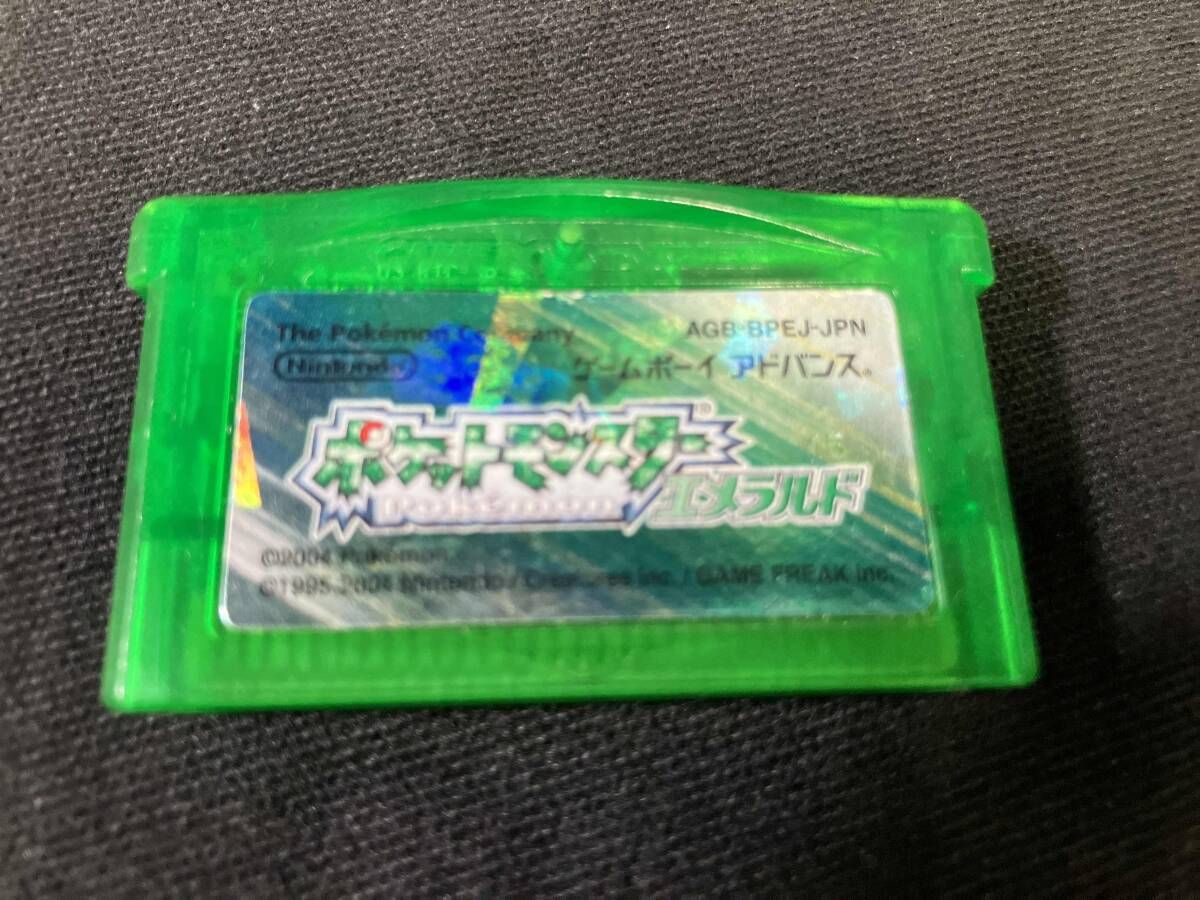 The Pokémon Company
AGB-BPEJ-JPN
Nintendo
ゲームボーイ アドバンス®
ポケットモンスター®
Pokémon
エメラルド
©2004 Pokémon.
©1995-2004 Nintendo / Creatures inc. / GAME FREAK inc.